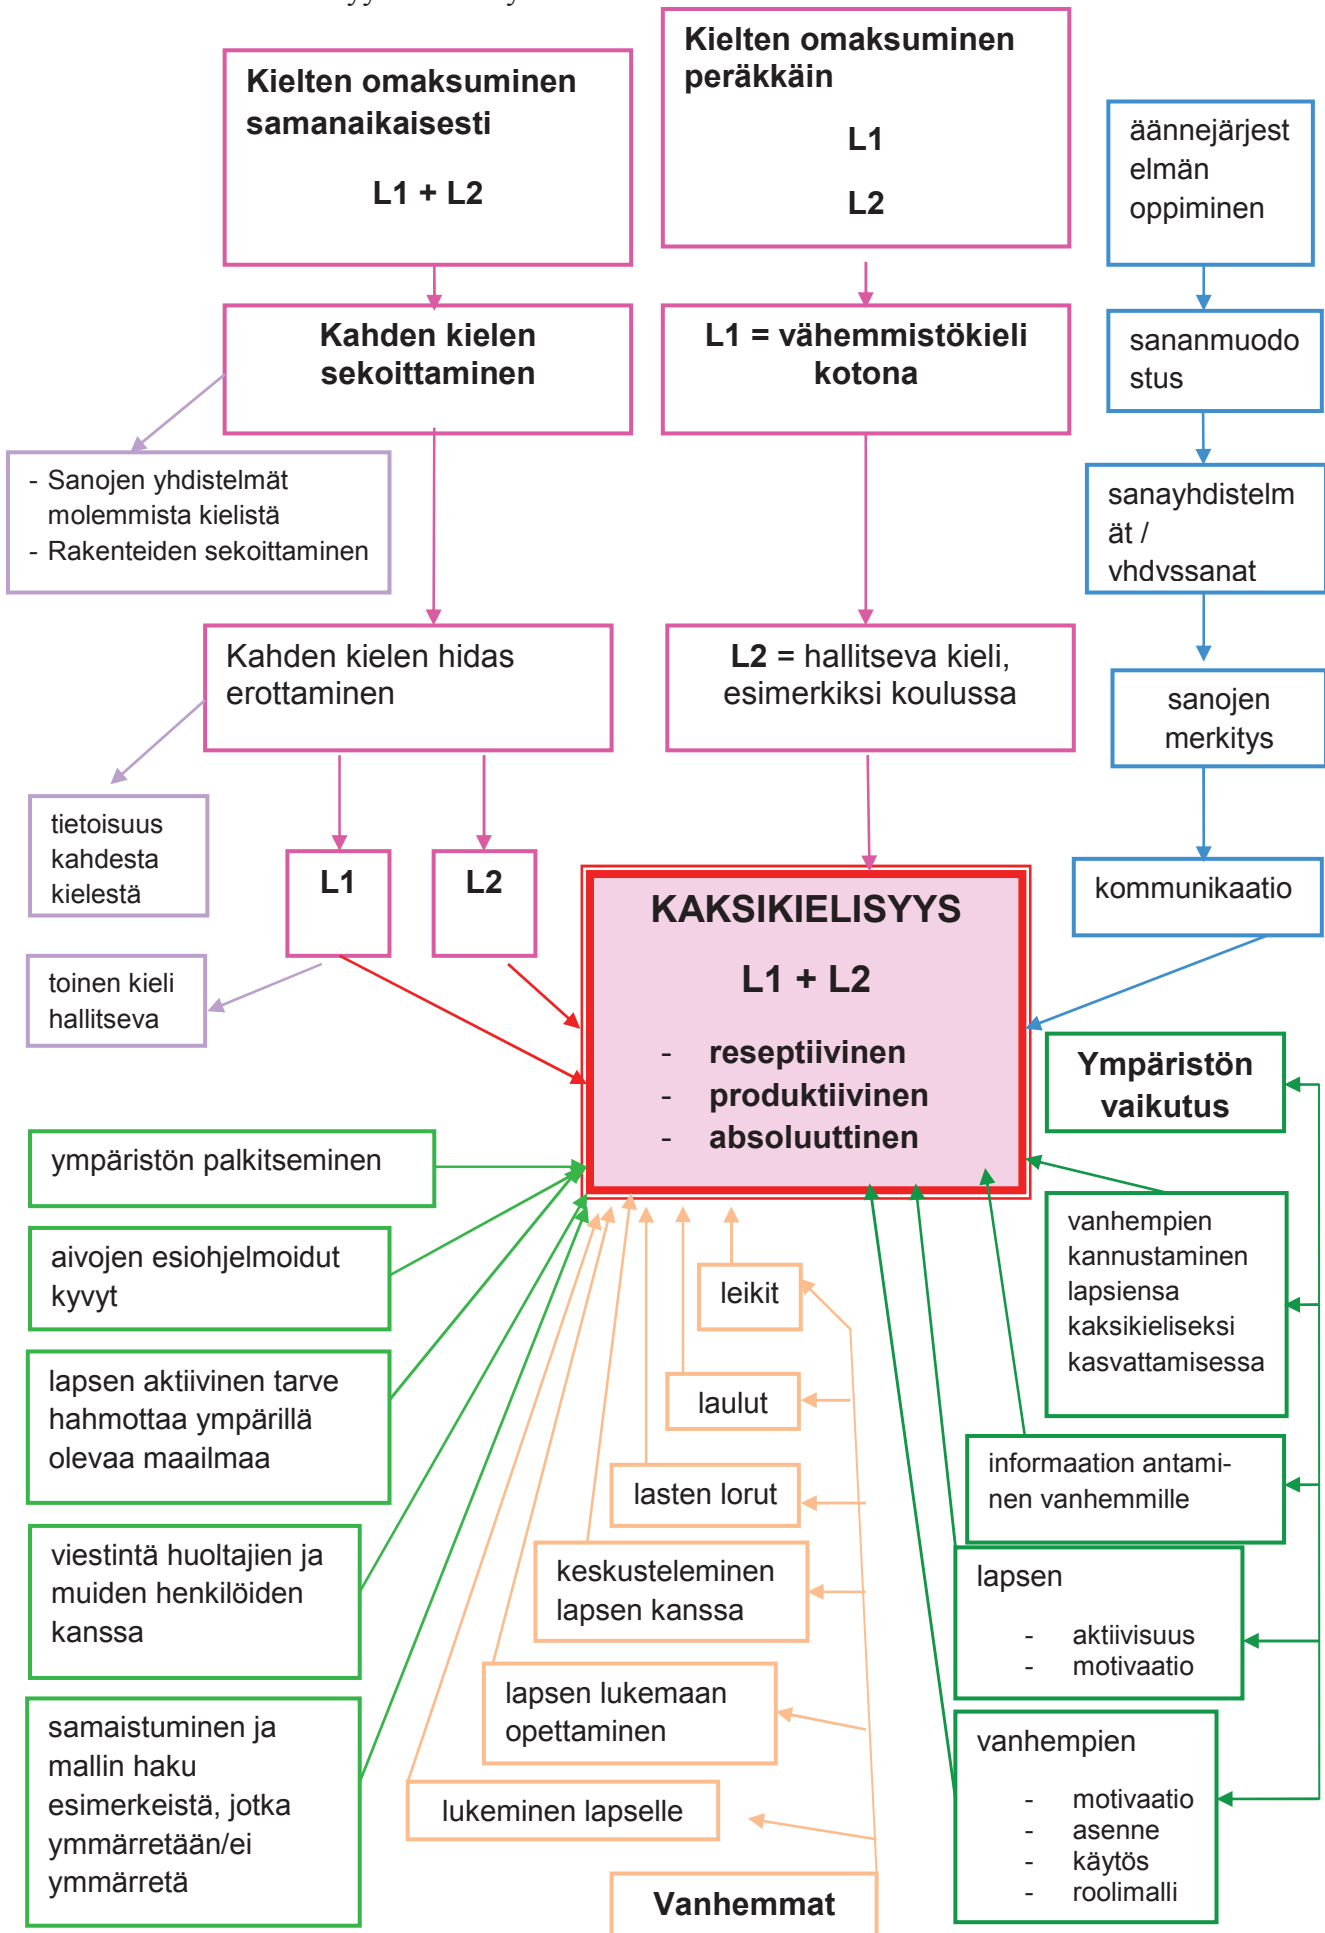 Kielten omaksuminen
samanaikaisesti
L1 + L2
Kielten omaksuminen
peräkkäin
L1
L2
äännejärjest
elmän
oppiminen
Kahden kielen
sekoittaminen
L1 = vähemmistökieli
kotona
sananmuodo
stus
- Sanojen yhdistelmät
molemmista kielistä
- Rakenteiden sekoittaminen
sanayhdistelm
ät /
yhdyssanat
Kahden kielen hidas
erottaminen
L2 = hallitseva kieli,
esimerkiksi koulussa
sanojen
merkitys
tietoisuus
kahdesta
kielestä
L1
L2
kommunikaatio
toinen kieli
hallitseva
KAKSIKIELISYYS
L1 + L2
- reseptiivinen
- produktiivinen
- absoluuttinen
Ympäristön
vaikutus
ympäristön palkitseminen
aivojen esiohjelmoidut
kyvyt
lapsen aktiivinen tarve
hahmottaa ympärillä
olevaa maailmaa
viestintä huoltajien ja
muiden henkilöiden
kanssa
samaistuminen ja
mallin haku
esimerkeistä, jotka
ymmärretään/ei
ymmärretä
leikit
laulut
lasten lorut
keskusteleminen
lapsen kanssa
lapsen lukemaan
opettaminen
lukeminen lapselle
Vanhemmat
vanhempien
kannustaminen
lapsiensa
kaksikieliseksi
kasvattamisessa
informaation antami-
nen vanhemmille
lapsen
- aktiivisuus
- motivaatio
vanhempien
- motivaatio
- asenne
- käytös
- roolimalli